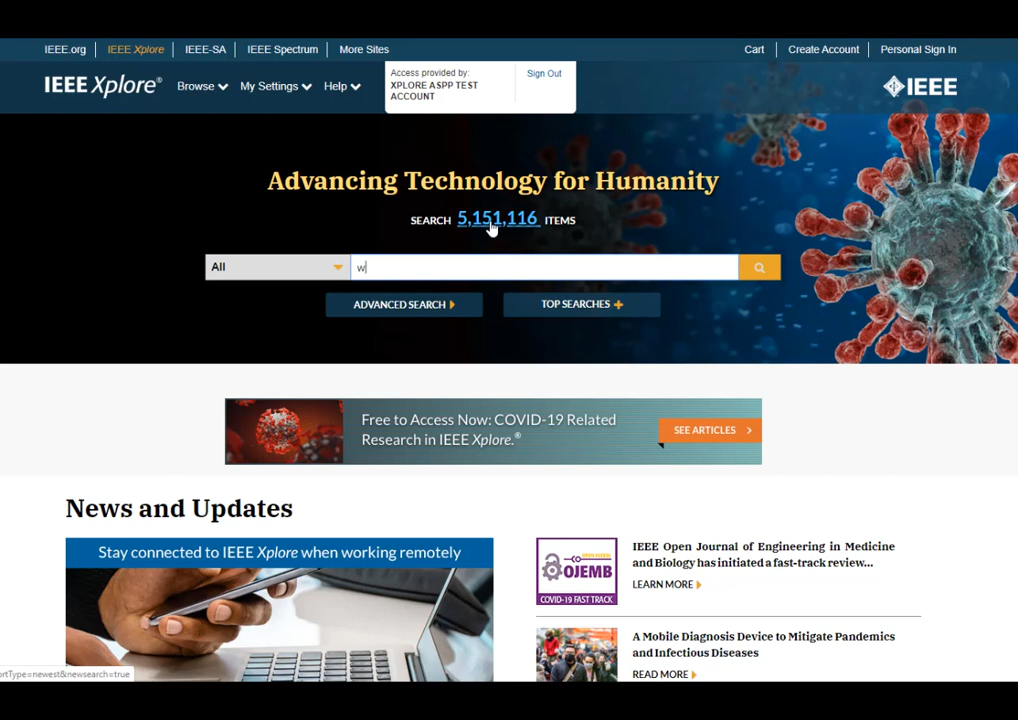 IEEE.org IEEE Xplore IEEE-SA IEEE Spectrum More Sites Cart Create Account Personal Sign In
IEEE Xplore® Browse My Settings Help
Access provided by:
XPLORE ASPP TEST
ACCOUNT
Sign Out
IEEE
Advancing Technology for Humanity
SEARCH 5,151,116 ITEMS
All w
ADVANCED SEARCH TOP SEARCHES
Free to Access Now: COVID-19 Related
Research in IEEE Xplore.®
SEE ARTICLES
News and Updates
Stay connected to IEEE Xplore when working remotely
OPEN ACCESS
OJEMB
COVID-19 FAST TRACK
IEEE Open Journal of Engineering in Medicine
and Biology has initiated a fast-track review...
LEARN MORE
A Mobile Diagnosis Device to Mitigate Pandemics
and Infectious Diseases
READ MORE
ortType=newest&newsearch=true